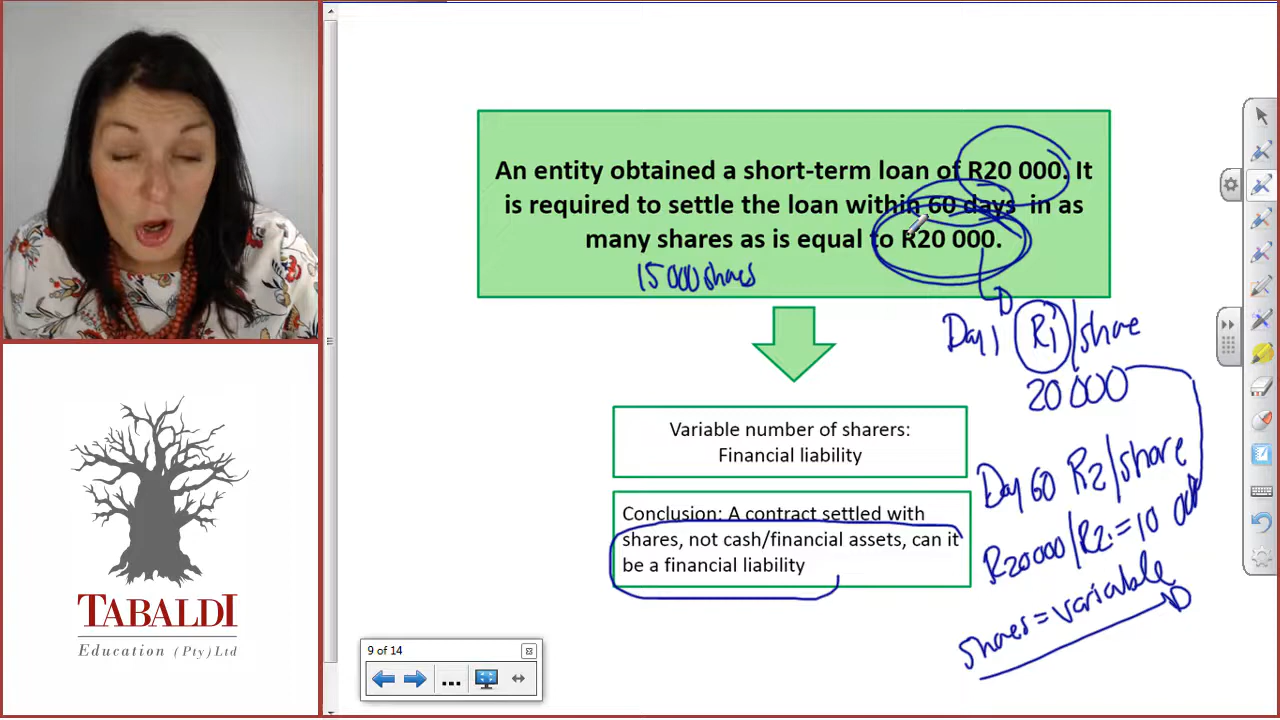 An entity obtained a short-term loan of R20 000. It
is required to settle the loan within 60 days in as
many shares as is equal to R20 000.
15 000 shares
Day 1 R1/share
20 000
Variable number of sharers:
Financial liability
Day 60 R2/share
Conclusion: A contract settled with
shares, not cash/financial assets, can it
be a financial liability
R20000/R2 = 10 000
shares = variable
TABALDI
Education (Pty) Ltd
9 of 14